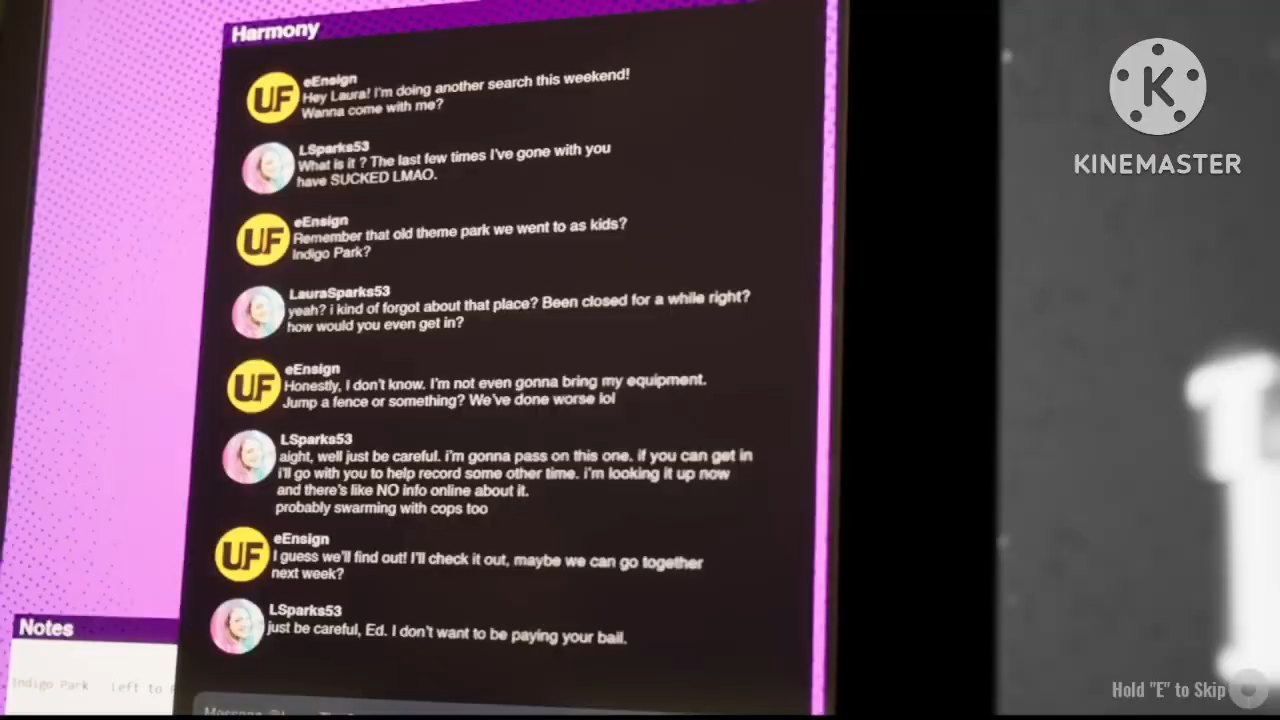 Harmony
UF
eEnsign
Hey Laura! I'm doing another search this weekend!
Wanna come with me?
LSparks53
What is it ? The last few times I've gone with you
have SUCKED LMAO.
UF
eEnsign
Remember that old theme park we went to as kids?
Indigo Park?
LauraSparks53
yeah? i kind of forgot about that place? Been closed for a while right?
how would you even get in?
UF
eEnsign
Honestly, I don't know. I'm not even gonna bring my equipment.
Jump a fence or something? We've done worse lol
LSparks53
aight, well just be careful. i'm gonna pass on this one. if you can get in
i'll go with you to help record some other time. i'm looking it up now
and there's like NO info online about it.
probably swarming with cops too
UF
eEnsign
I guess we'll find out! I'll check it out, maybe we can go together
next week?
LSparks53
just be careful, Ed. I don't want to be paying your bail.
Notes
Indigo Park Left to
Message
K
KINEMASTER
Hold "E" to Skip